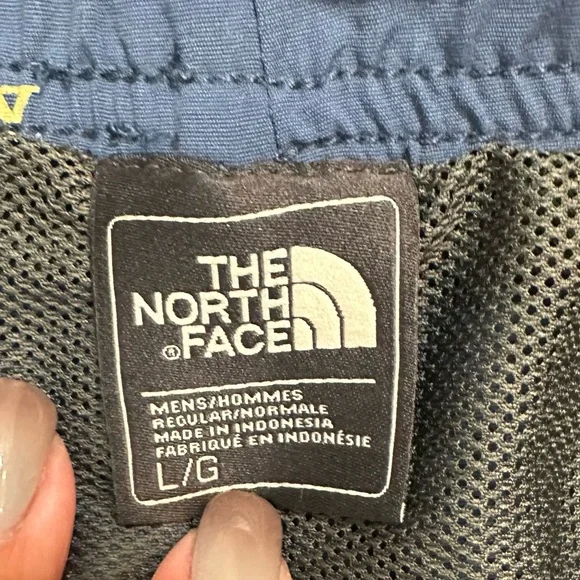 THE
NORTH
® FACE
MENS/HOMMES
REGULAR/NORMALE
MADE IN INDONESIA
FABRIQUÉ EN INDONÉSIE
L/G